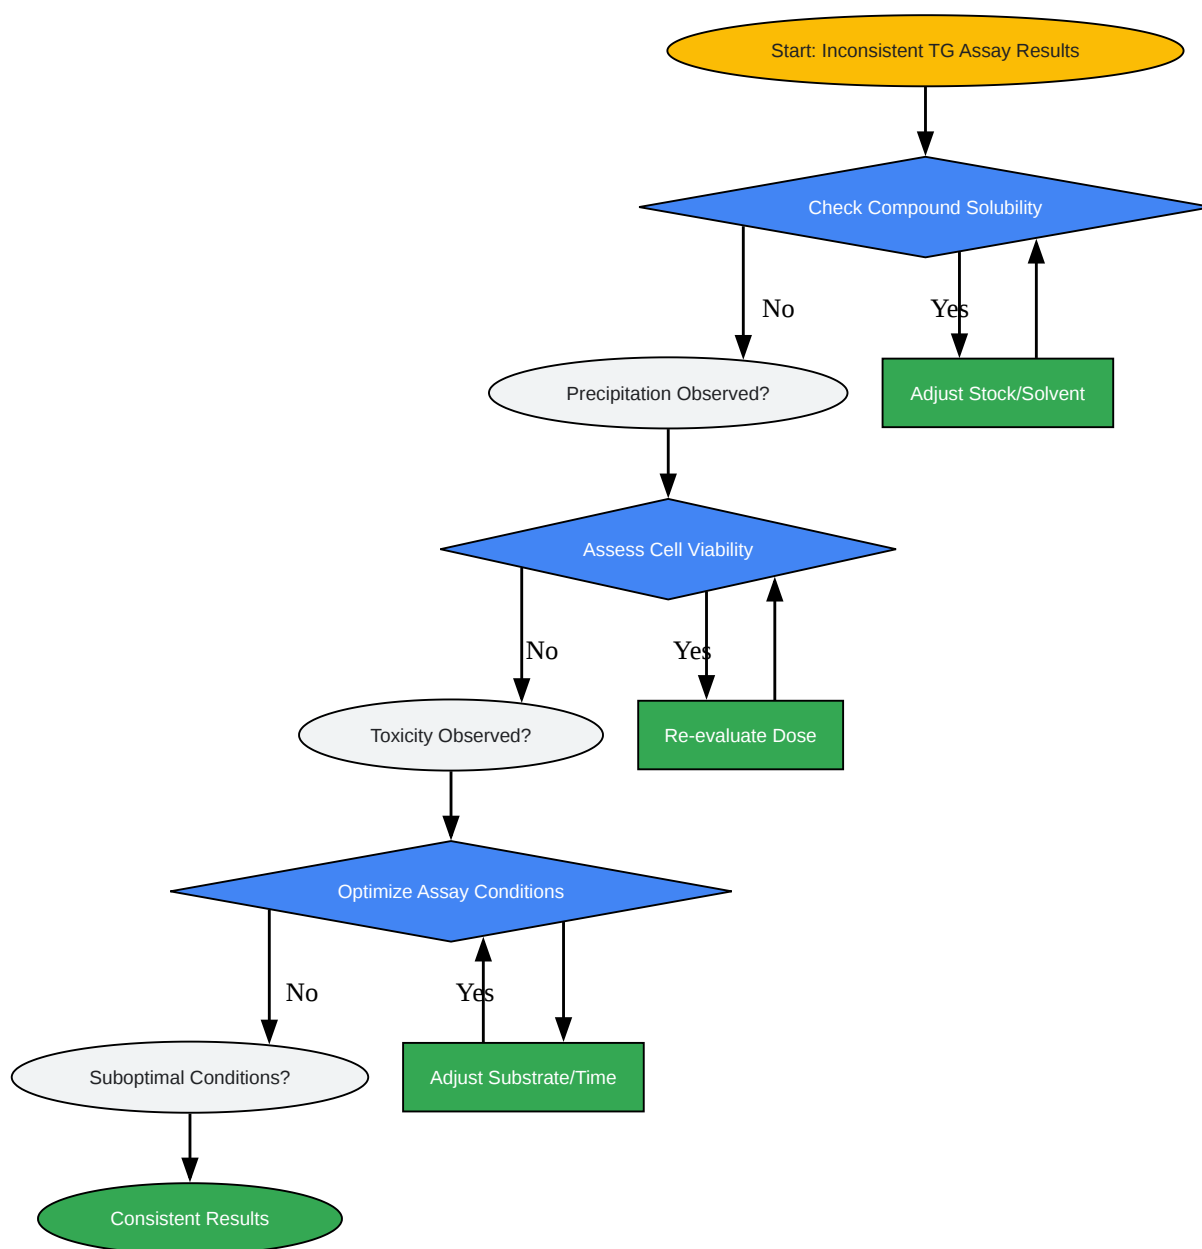 Start: Inconsistent TG Assay Results
Check Compound Solubility
No
Yes
Precipitation Observed?
Adjust Stock/Solvent
Assess Cell Viability
No
Yes
Toxicity Observed?
Re-evaluate Dose
Optimize Assay Conditions
No
Yes
Suboptimal Conditions?
Adjust Substrate/Time
Consistent Results